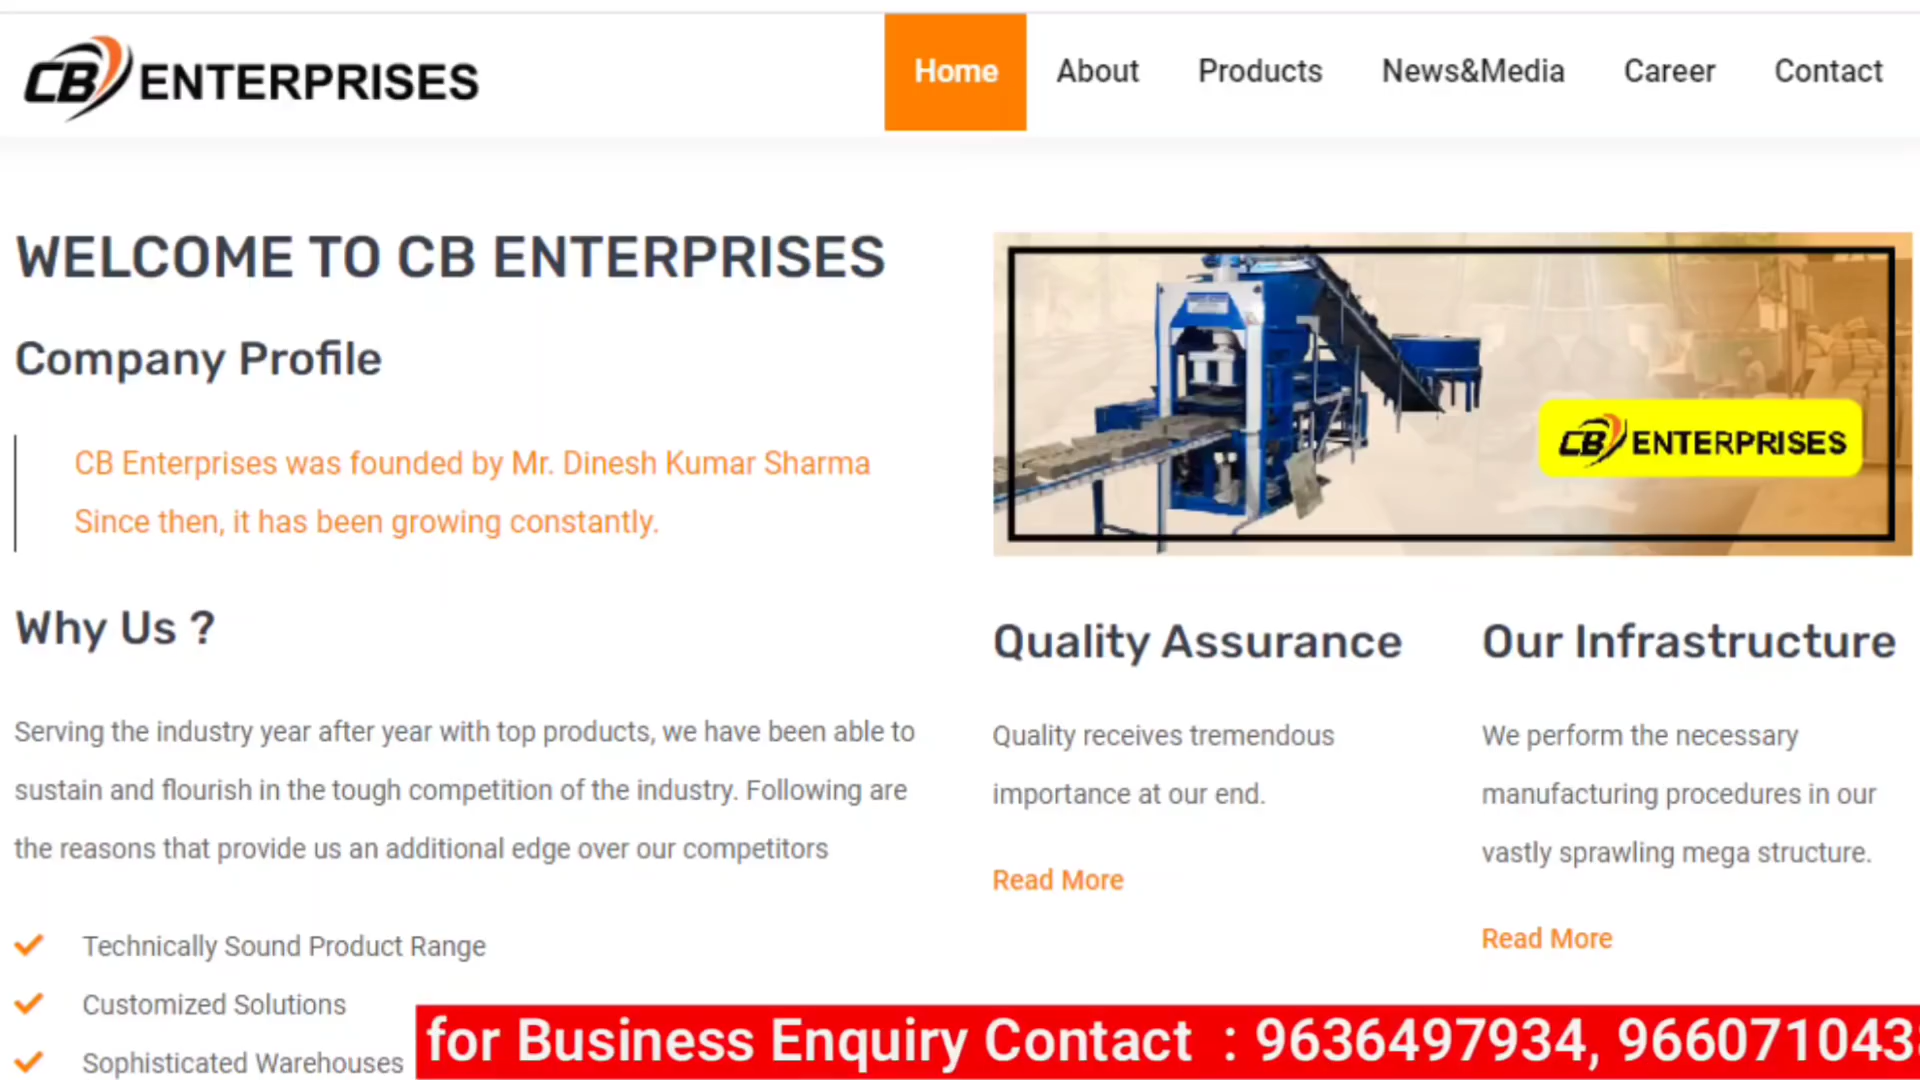 CB ENTERPRISES
Home About Products News&Media Career Contact
WELCOME TO CB ENTERPRISES
Company Profile
CB Enterprises was founded by Mr. Dinesh Kumar Sharma
Since then, it has been growing constantly.
Why Us ?
Serving the industry year after year with top products, we have been able to
sustain and flourish in the tough competition of the industry. Following are
the reasons that provide us an additional edge over our competitors
Technically Sound Product Range
Customized Solutions
Sophisticated Warehouses
CB ENTERPRISES
Quality Assurance
Quality receives tremendous
importance at our end.
Read More
Our Infrastructure
We perform the necessary
manufacturing procedures in our
vastly sprawling mega structure.
Read More
for Business Enquiry Contact : 9636497934, 966071043